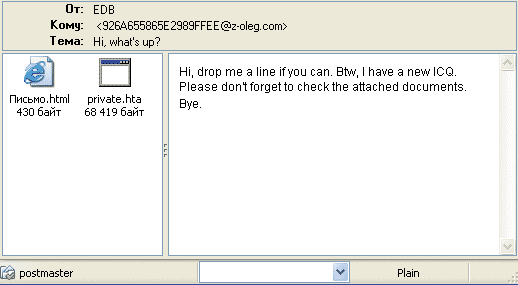 От: EDB
Кому: <926A655865E2989FFEE@z-oleg.com>
Тема: Hi, what's up?
Письмо.html
430 байт
private.hta
68 419 байт
Hi, drop me a line if you can. Btw, I have a new ICQ.
Please don't forget to check the attached documents.
Bye.
postmaster
Plain